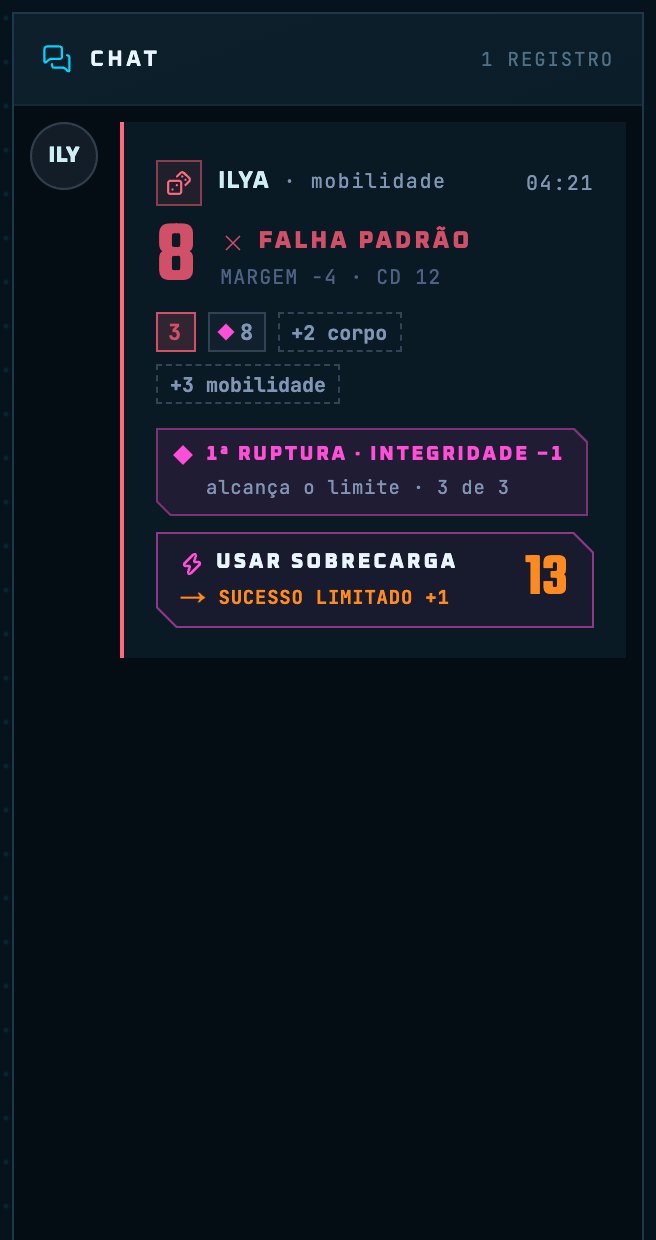 CHAT
1 REGISTRO
ILY
ILYA · mobilidade
04:21
8
× FALHA PADRÃO
MARGEM -4 · CD 12
3
8
+2 corpo
+3 mobilidade
1ª RUPTURA · INTEGRIDADE −1
alcança o limite · 3 de 3
USAR SOBRECARGA
13
→ SUCESSO LIMITADO +1